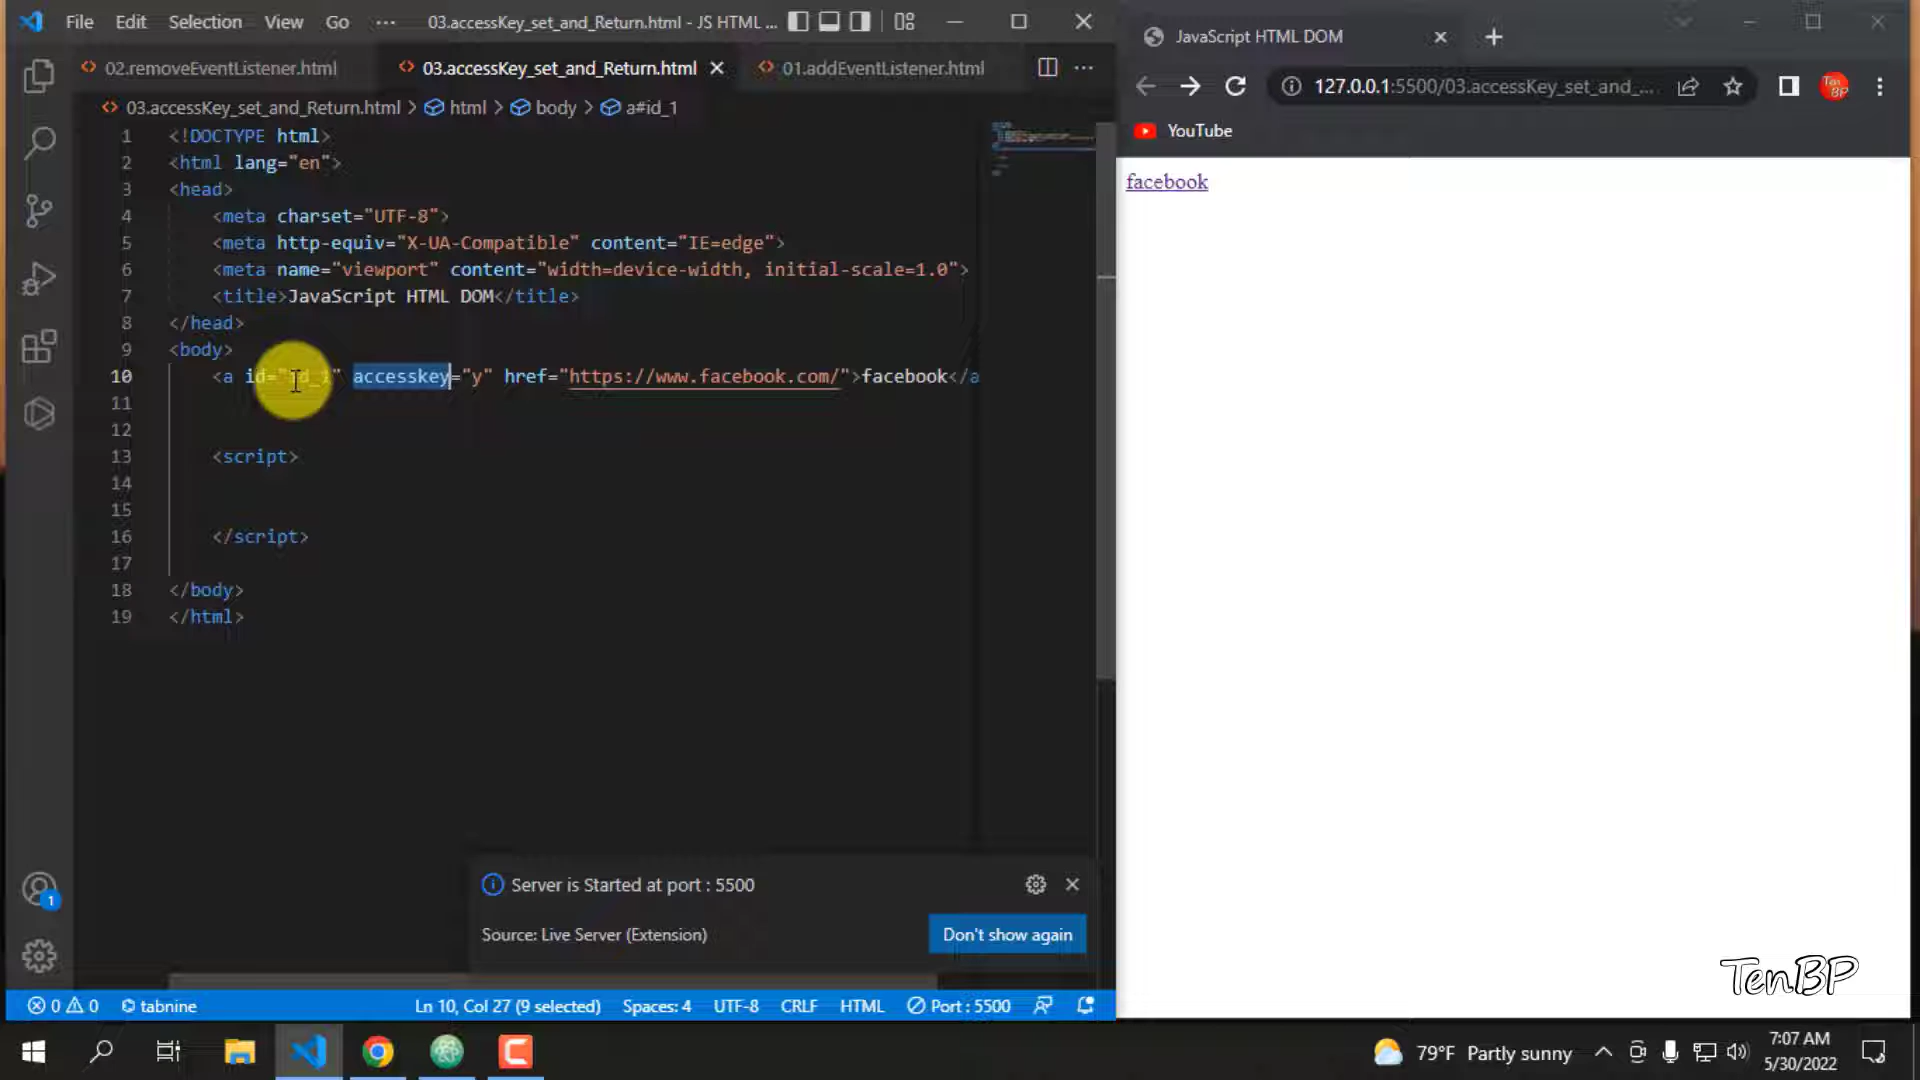 File Edit Selection View Go ··· 03.accessKey_set_and_Return.html - JS HTML ...
02.removeEventListener.html 03.accessKey_set_and_Return.html 01.addEventListener.html
03.accessKey_set_and_Return.html > html > body > a#id_1
1 <!DOCTYPE html>
2 <html lang="en">
3 <head>
4 <meta charset="UTF-8">
5 <meta http-equiv="X-UA-Compatible" content="IE=edge">
6 <meta name="viewport" content="width=device-width, initial-scale=1.0">
7 <title>JavaScript HTML DOM</title>
8 </head>
9 <body>
10 <a id="id_1" accesskey="y" href="https://www.facebook.com/">facebook</a
11
12
13 <script>
14
15
16 </script>
17
18 </body>
19 </html>
Server is Started at port : 5500
Source: Live Server (Extension) Don't show again
1
0 0 tabnine Ln 10, Col 27 (9 selected) Spaces: 4 UTF-8 CRLF HTML Port : 5500
JavaScript HTML DOM
127.0.0.1:5500/03.accessKey_set_and_...
Ten
BP
YouTube
facebook
TenBP
79°F Partly sunny
7:07 AM
5/30/2022